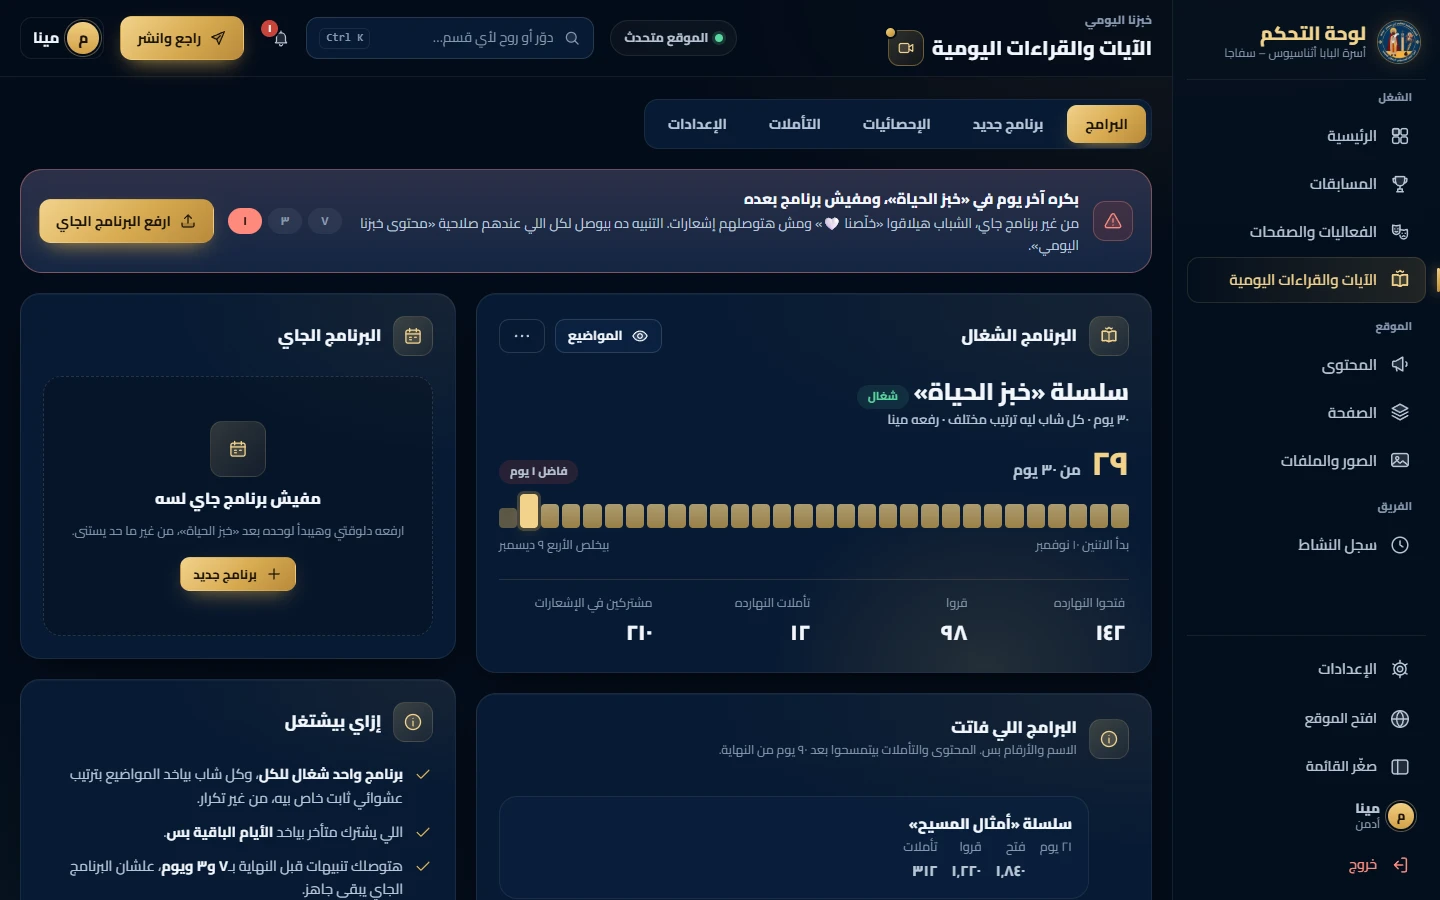 لوحة التحكم
أسرة البابا أثناسيوس – سفاجا
الشغل
الرئيسية
المسابقات
الفعاليات والصفحات
الآيات والقراءات اليومية
الموقع
المحتوى
الصفحة
الصور والملفات
الفريق
سجل النشاط
الإعدادات
افتح الموقع
صغّر القائمة
م
مينا
أدمن
خروج
خبزنا اليومي
الآيات والقراءات اليومية
الموقع متحدث
دوّر أو روح لأي قسم...
Ctrl K
١
راجع وانشر
م
مينا
البرامج
برنامج جديد
الإحصائيات
التأملات
الإعدادات
بكره آخر يوم في «خبز الحياة»، ومفيش برنامج بعده
من غير برنامج جاي، الشباب هيلاقوا «خلّصنا 🤍» ومش هتوصلهم إشعارات. التنبيه ده بيوصل لكل اللي عندهم صلاحية «محتوى خبزنا
اليومي».
٧
٣
١
ارفع البرنامج الجاي
البرنامج الشغال
المواضيع
...
سلسلة «خبز الحياة»
شغال
٣٠ يوم · كل شاب ليه ترتيب مختلف · رفعه مينا
٢٩
من ٣٠ يوم
فاضل ١ يوم
بدأ الاتنين ١٠ نوفمبر
بيخلص الأربع ٩ ديسمبر
فتحوا النهارده
١٤٢
قروا
٩٨
تأملات النهارده
١٢
مشتركين في الإشعارات
٢١٠
البرنامج الجاي
مفيش برنامج جاي لسه
ارفعه دلوقتي وهيبدأ لوحده بعد «خبز الحياة»، من غير ما حد يستنى.
برنامج جديد
البرامج اللي فاتت
الاسم والأرقام بس. المحتوى والتأملات بيتمسحوا بعد ٩٠ يوم من النهاية.
سلسلة «أمثال المسيح»
٢١ يوم
فتح
١,٨٤٠
قروا
١,٢٢٠
تأملات
٣١٢
إزاي بيشتغل
برنامج واحد شغال للكل، وكل شاب بياخد المواضيع بترتيب
عشوائي ثابت خاص بيه، من غير تكرار.
اللي يشترك متأخر بياخد الأيام الباقية بس.
هتوصلك تنبيهات قبل النهاية بـ٧ و٣ ويوم، علشان البرنامج
الجاي يبقى جاهز.